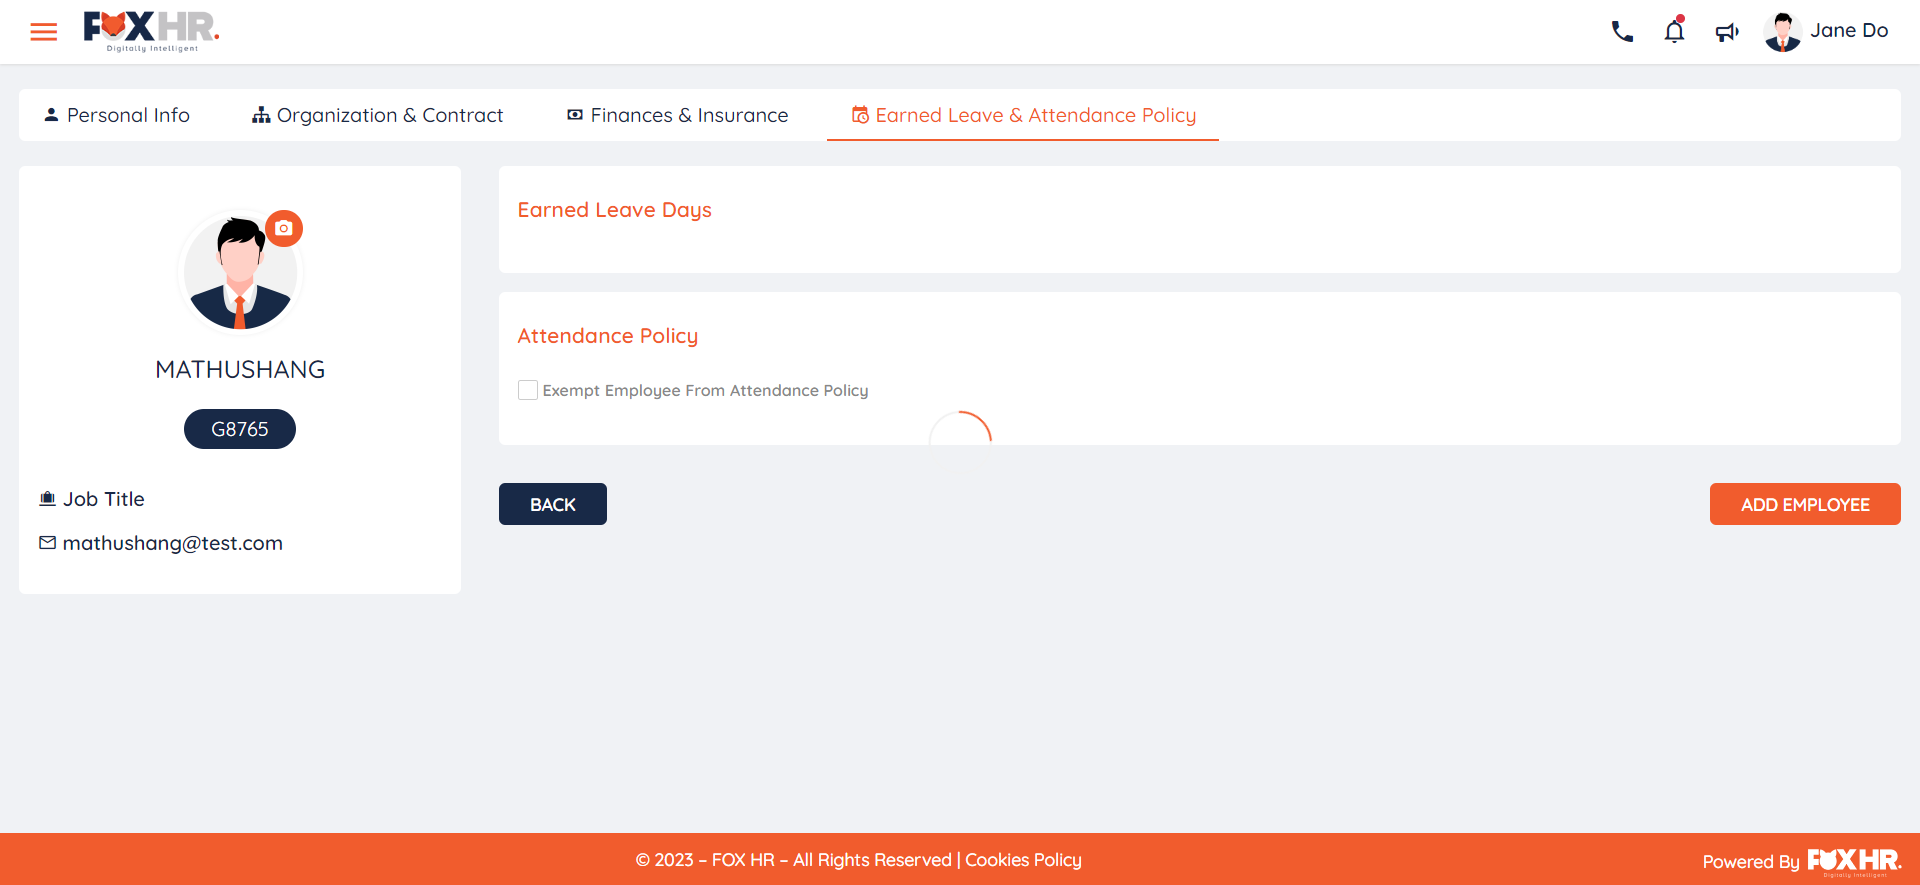 FOXHR.
Digitally Intelligent
Jane Do
Personal Info
Organization & Contract
Finances & Insurance
Earned Leave & Attendance Policy
MATHUSHANG
G8765
Job Title
mathushang@test.com
Earned Leave Days
Attendance Policy
Exempt Employee From Attendance Policy
BACK
ADD EMPLOYEE
© 2023 – FOX HR – All Rights Reserved | Cookies Policy
Powered By FOXHR.
Digitally Intelligent